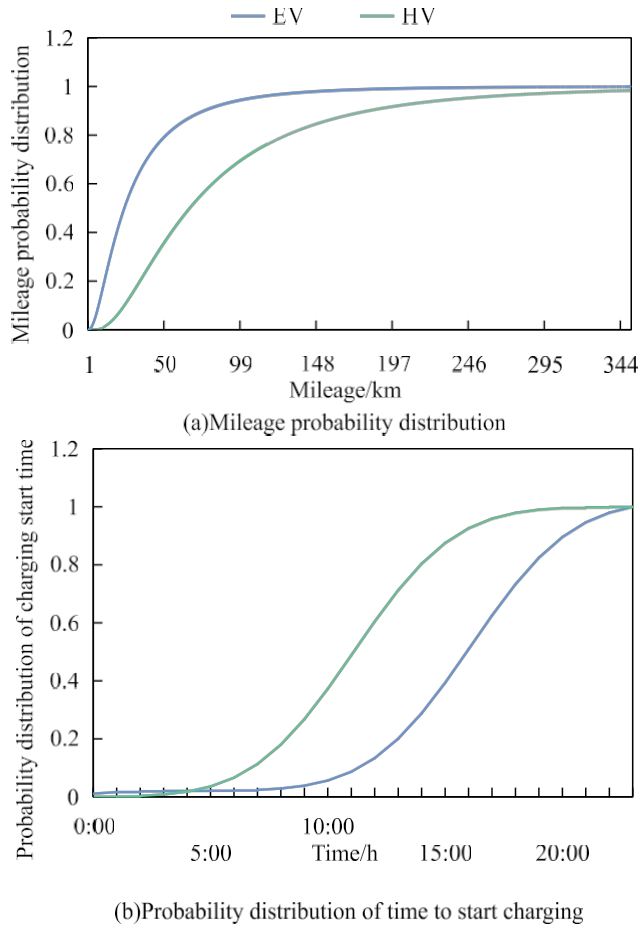 EV HV
Mileage probability distribution
1.2
1
0.8
0.6
0.4
0.2
0
1 50 99 148 197 246 295 344
Mileage/km
(a)Mileage probability distribution
Probability distribution of charging start time
1.2
1
0.8
0.6
0.4
0.2
0
0:00 10:00
5:00 Time/h 15:00 20:00
(b)Probability distribution of time to start charging